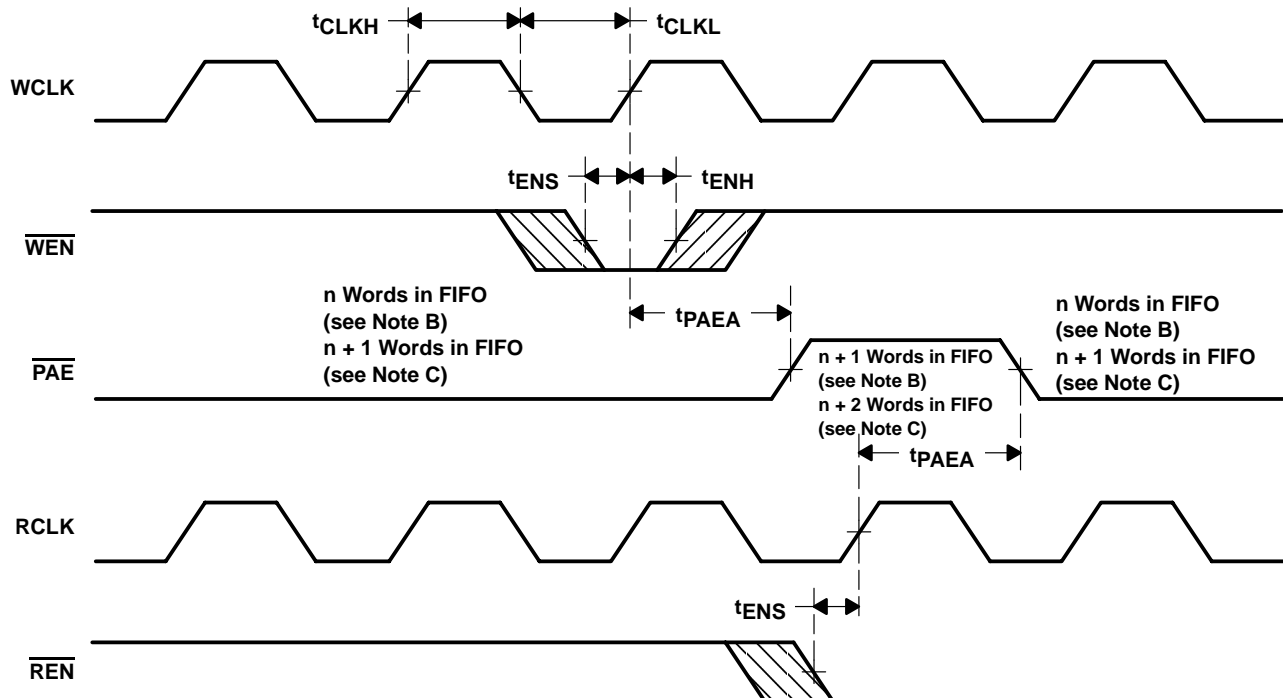 tCLKH tCLKL
WCLK
tENS tENH
WEN
n Words in FIFO
(see Note B)
n + 1 Words in FIFO
(see Note C)
tPAEA
n Words in FIFO
(see Note B)
n + 1 Words in FIFO
(see Note C)
PAE
n + 1 Words in FIFO
(see Note B)
n + 2 Words in FIFO
(see Note C)
tPAEA
RCLK
tENS
REN